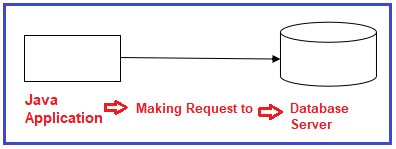 Java
Application
Making Request to
Database
Server